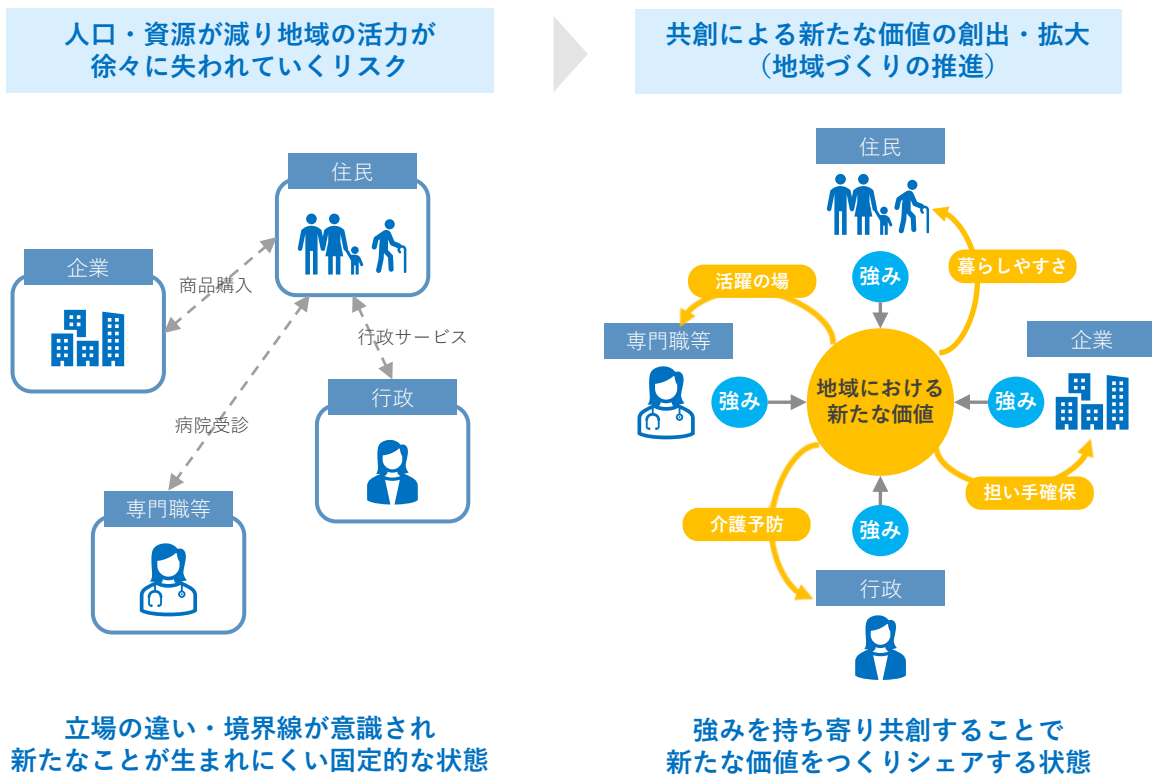 人口・資源が減り地域の活力が
徐々に失われていくリスク
住民
企業
商品購入
行政サービス
行政
病院受診
専門職等
立場の違い・境界線が意識され
新たなことが生まれにくい固定的な状態
共創による新たな価値の創出・拡大
（地域づくりの推進）
住民
強み
暮らしやすさ
活躍の場
専門職等
企業
強み
地域における
新たな価値
強み
担い手確保
介護予防
強み
行政
強みを持ち寄り共創することで
新たな価値をつくりシェアする状態